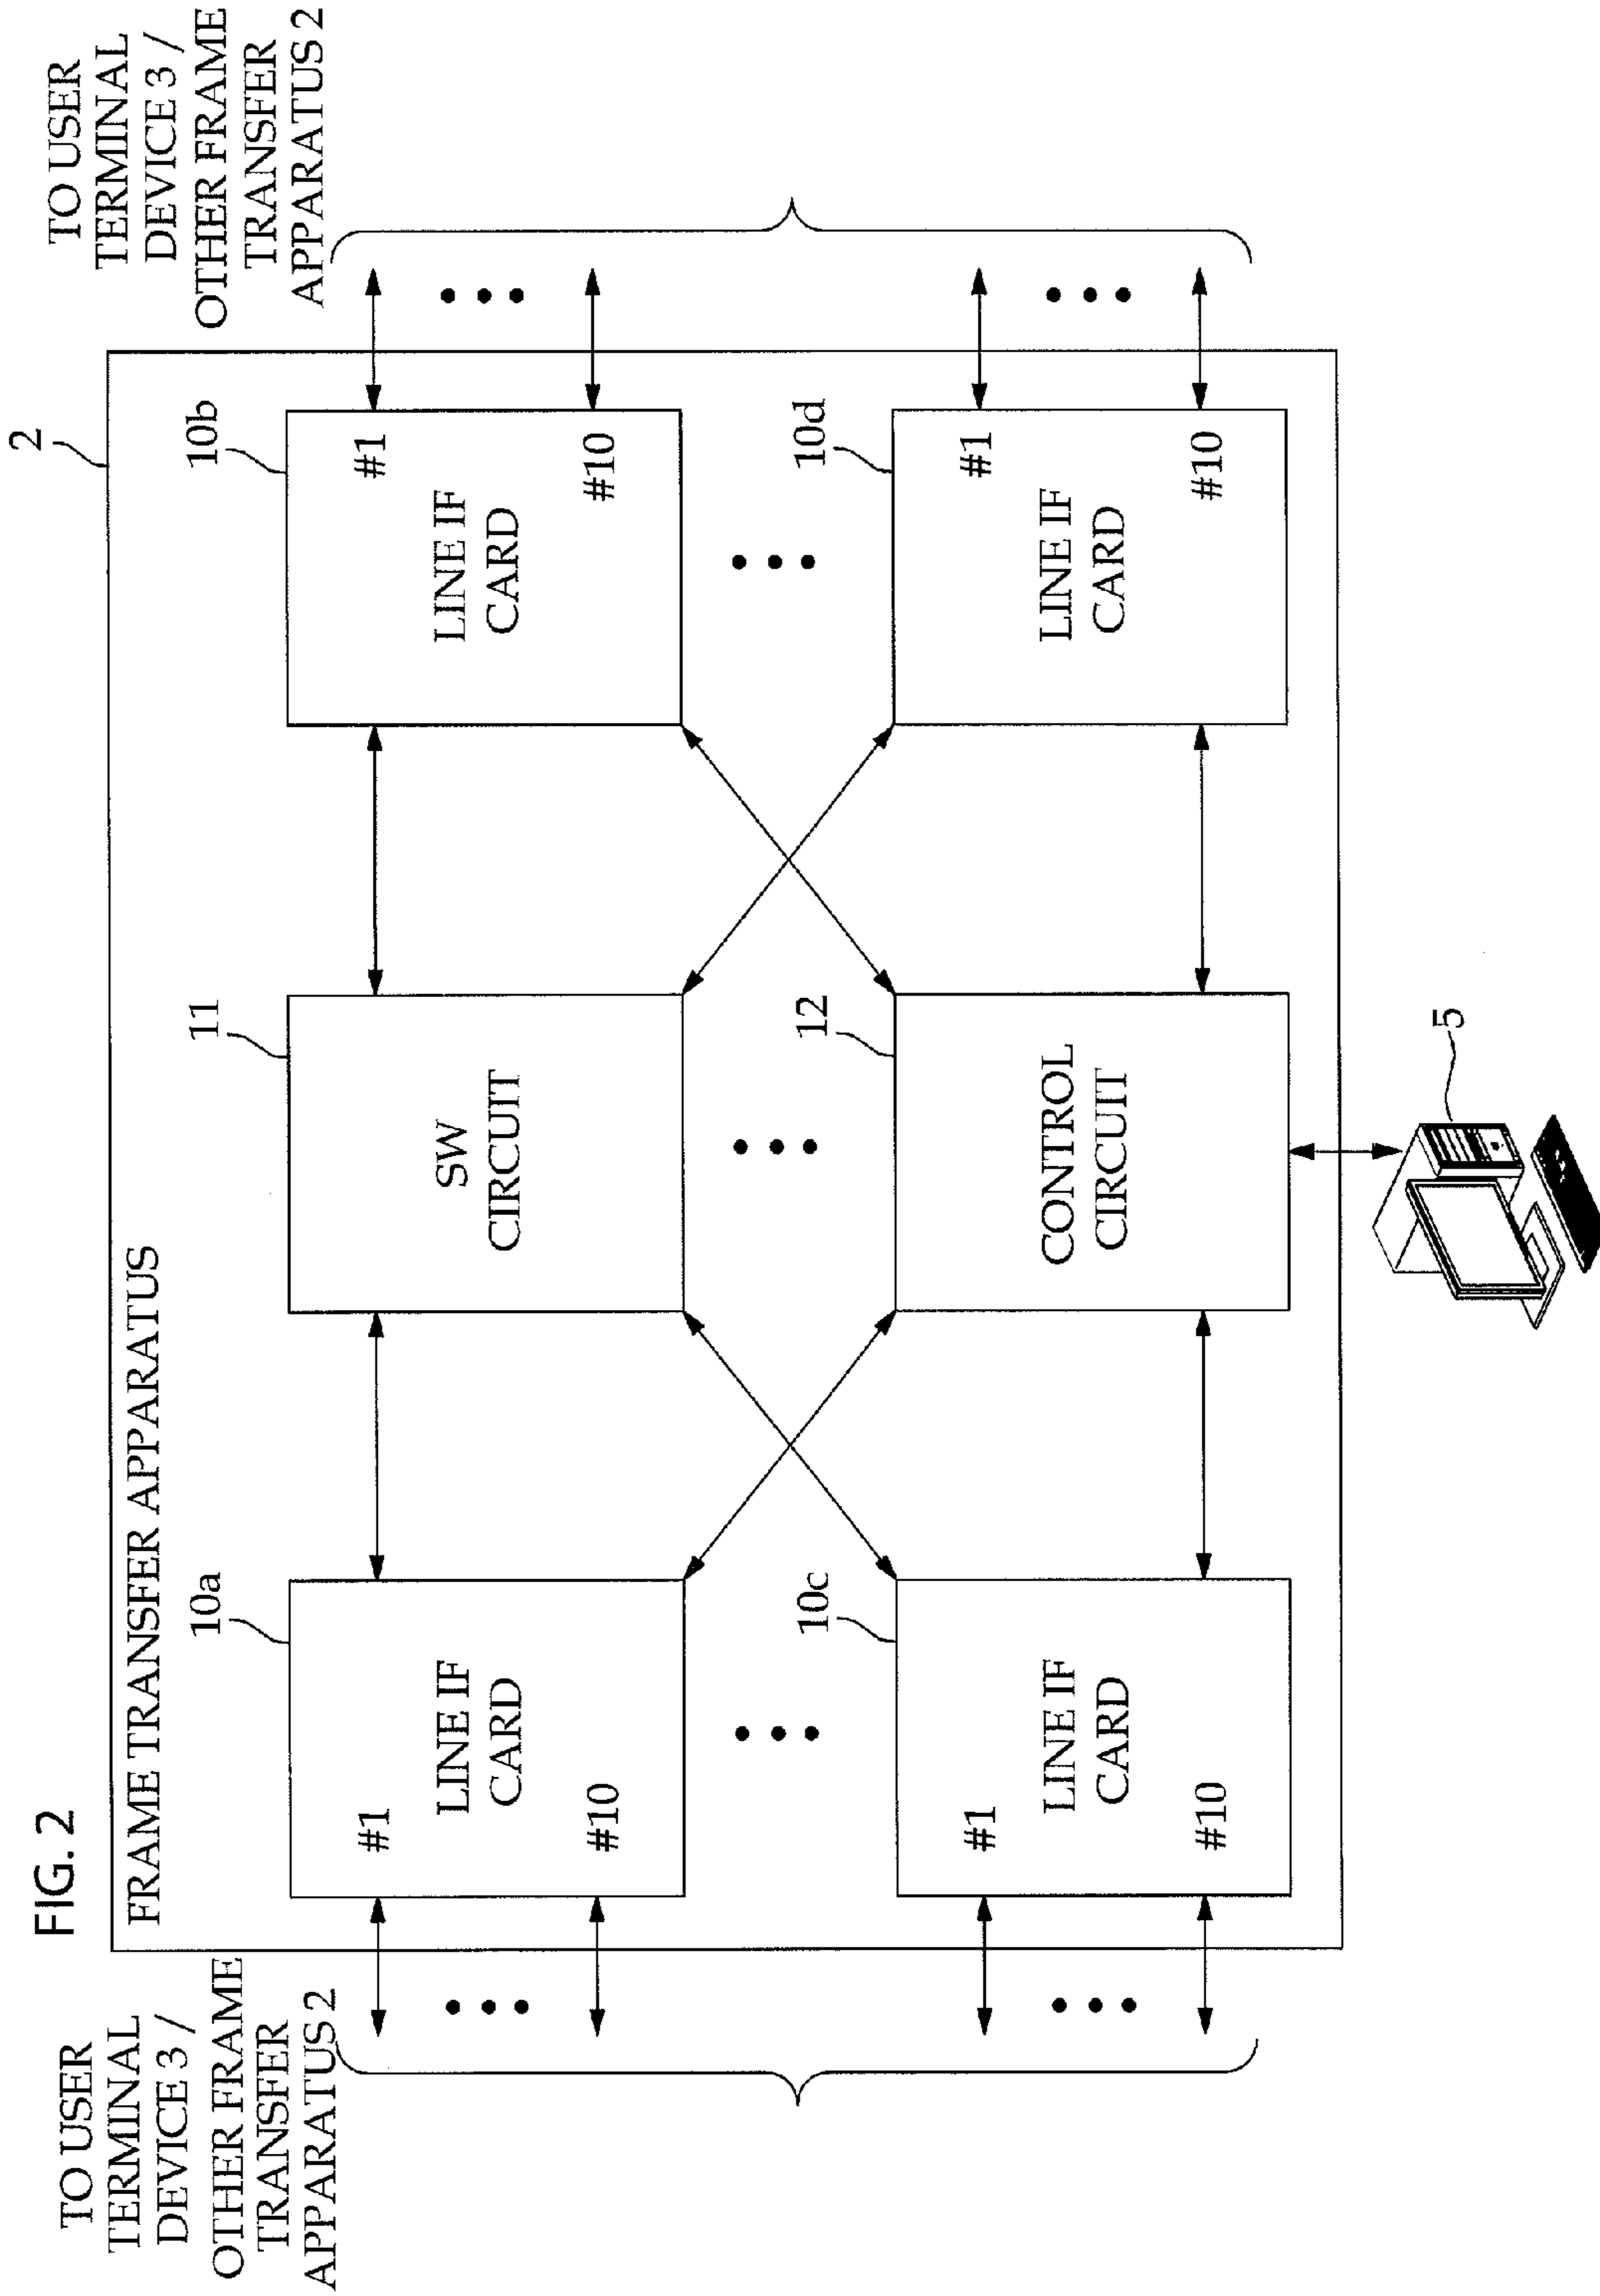 FIG. 2
TO USER
TERMINAL
DEVICE 3 /
OTHER FRAME
TRANSFER
APPARATUS 2
FRAME TRANSFER APPARATUS
2
TO USER
TERMINAL
DEVICE 3 /
OTHER FRAME
TRANSFER
APPARATUS 2
10a
#1
LINE IF
CARD
#10
11
SW
CIRCUIT
10b
#1
LINE IF
CARD
#10
10c
#1
LINE IF
CARD
#10
12
CONTROL
CIRCUIT
10d
#1
LINE IF
CARD
#10
5